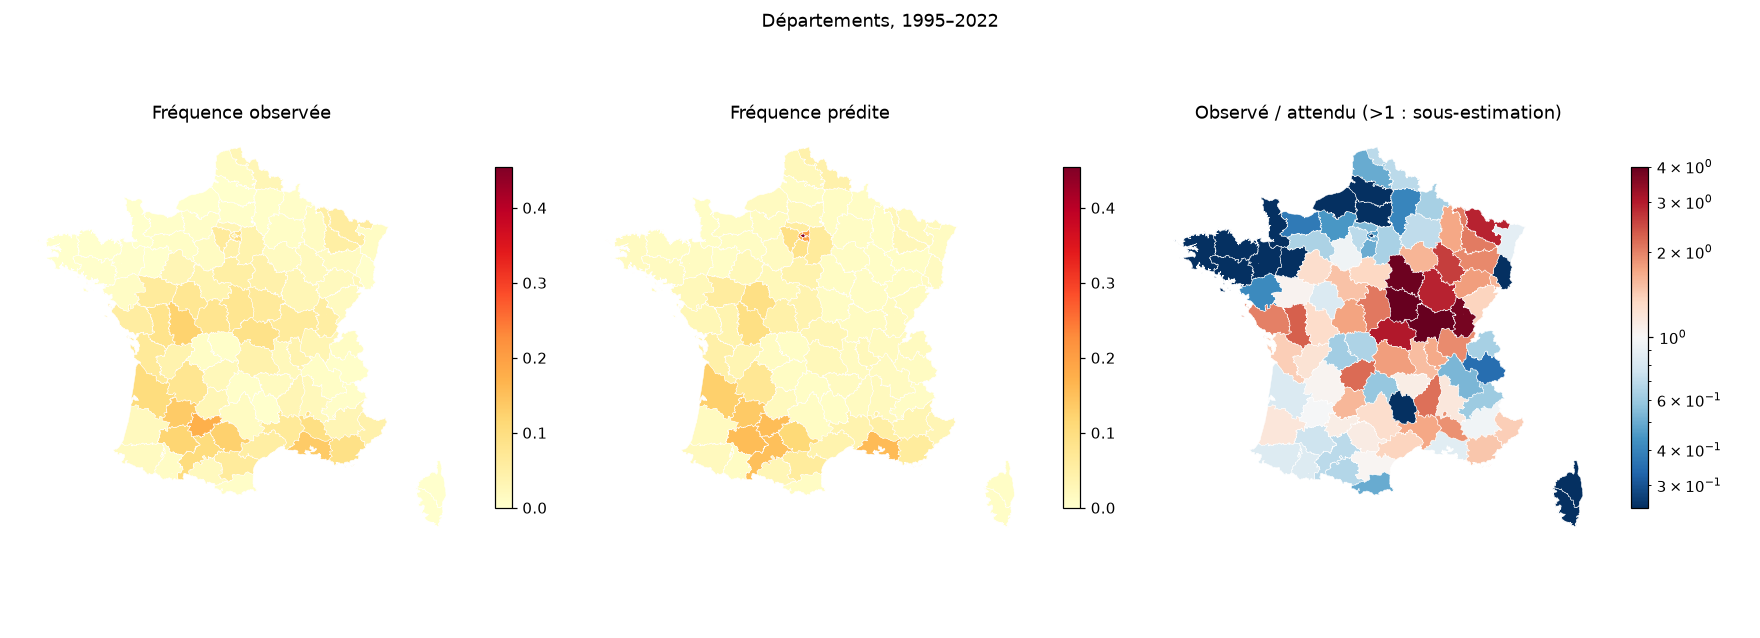 Départements, 1995–2022
Fréquence observée
Fréquence prédite
Observé / attendu (>1 : sous-estimation)
0.4
0.3
0.2
0.1
0.0
0.4
0.3
0.2
0.1
0.0
4 × 10⁰
3 × 10⁰
2 × 10⁰
10⁰
6 × 10⁻¹
4 × 10⁻¹
3 × 10⁻¹